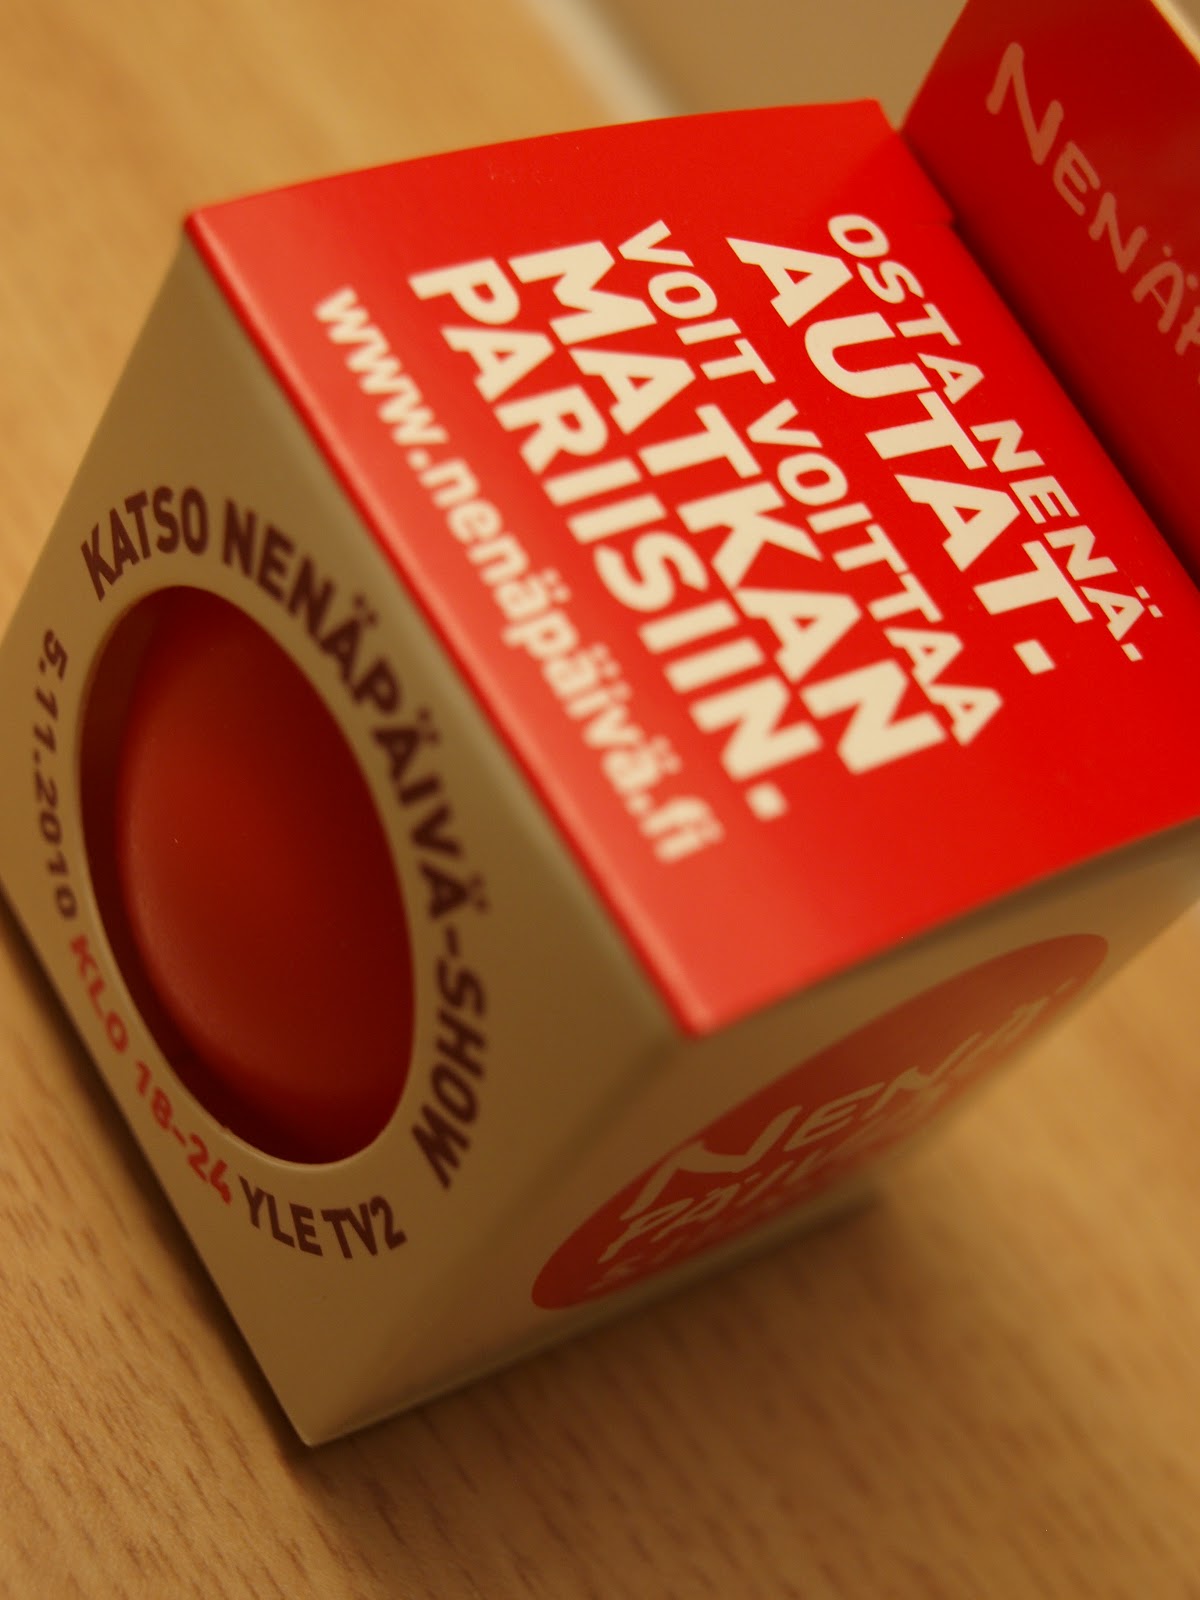 OSTA NENÄ.
AUTAT.
VOIT VOITTAA
MATKAN
PARIISIIN.
www.nenäpäivä.fi
KATSO NENÄPÄIVÄ-SHOW
5.11.2010 KLO 18-24 YLE TV2
NENÄ